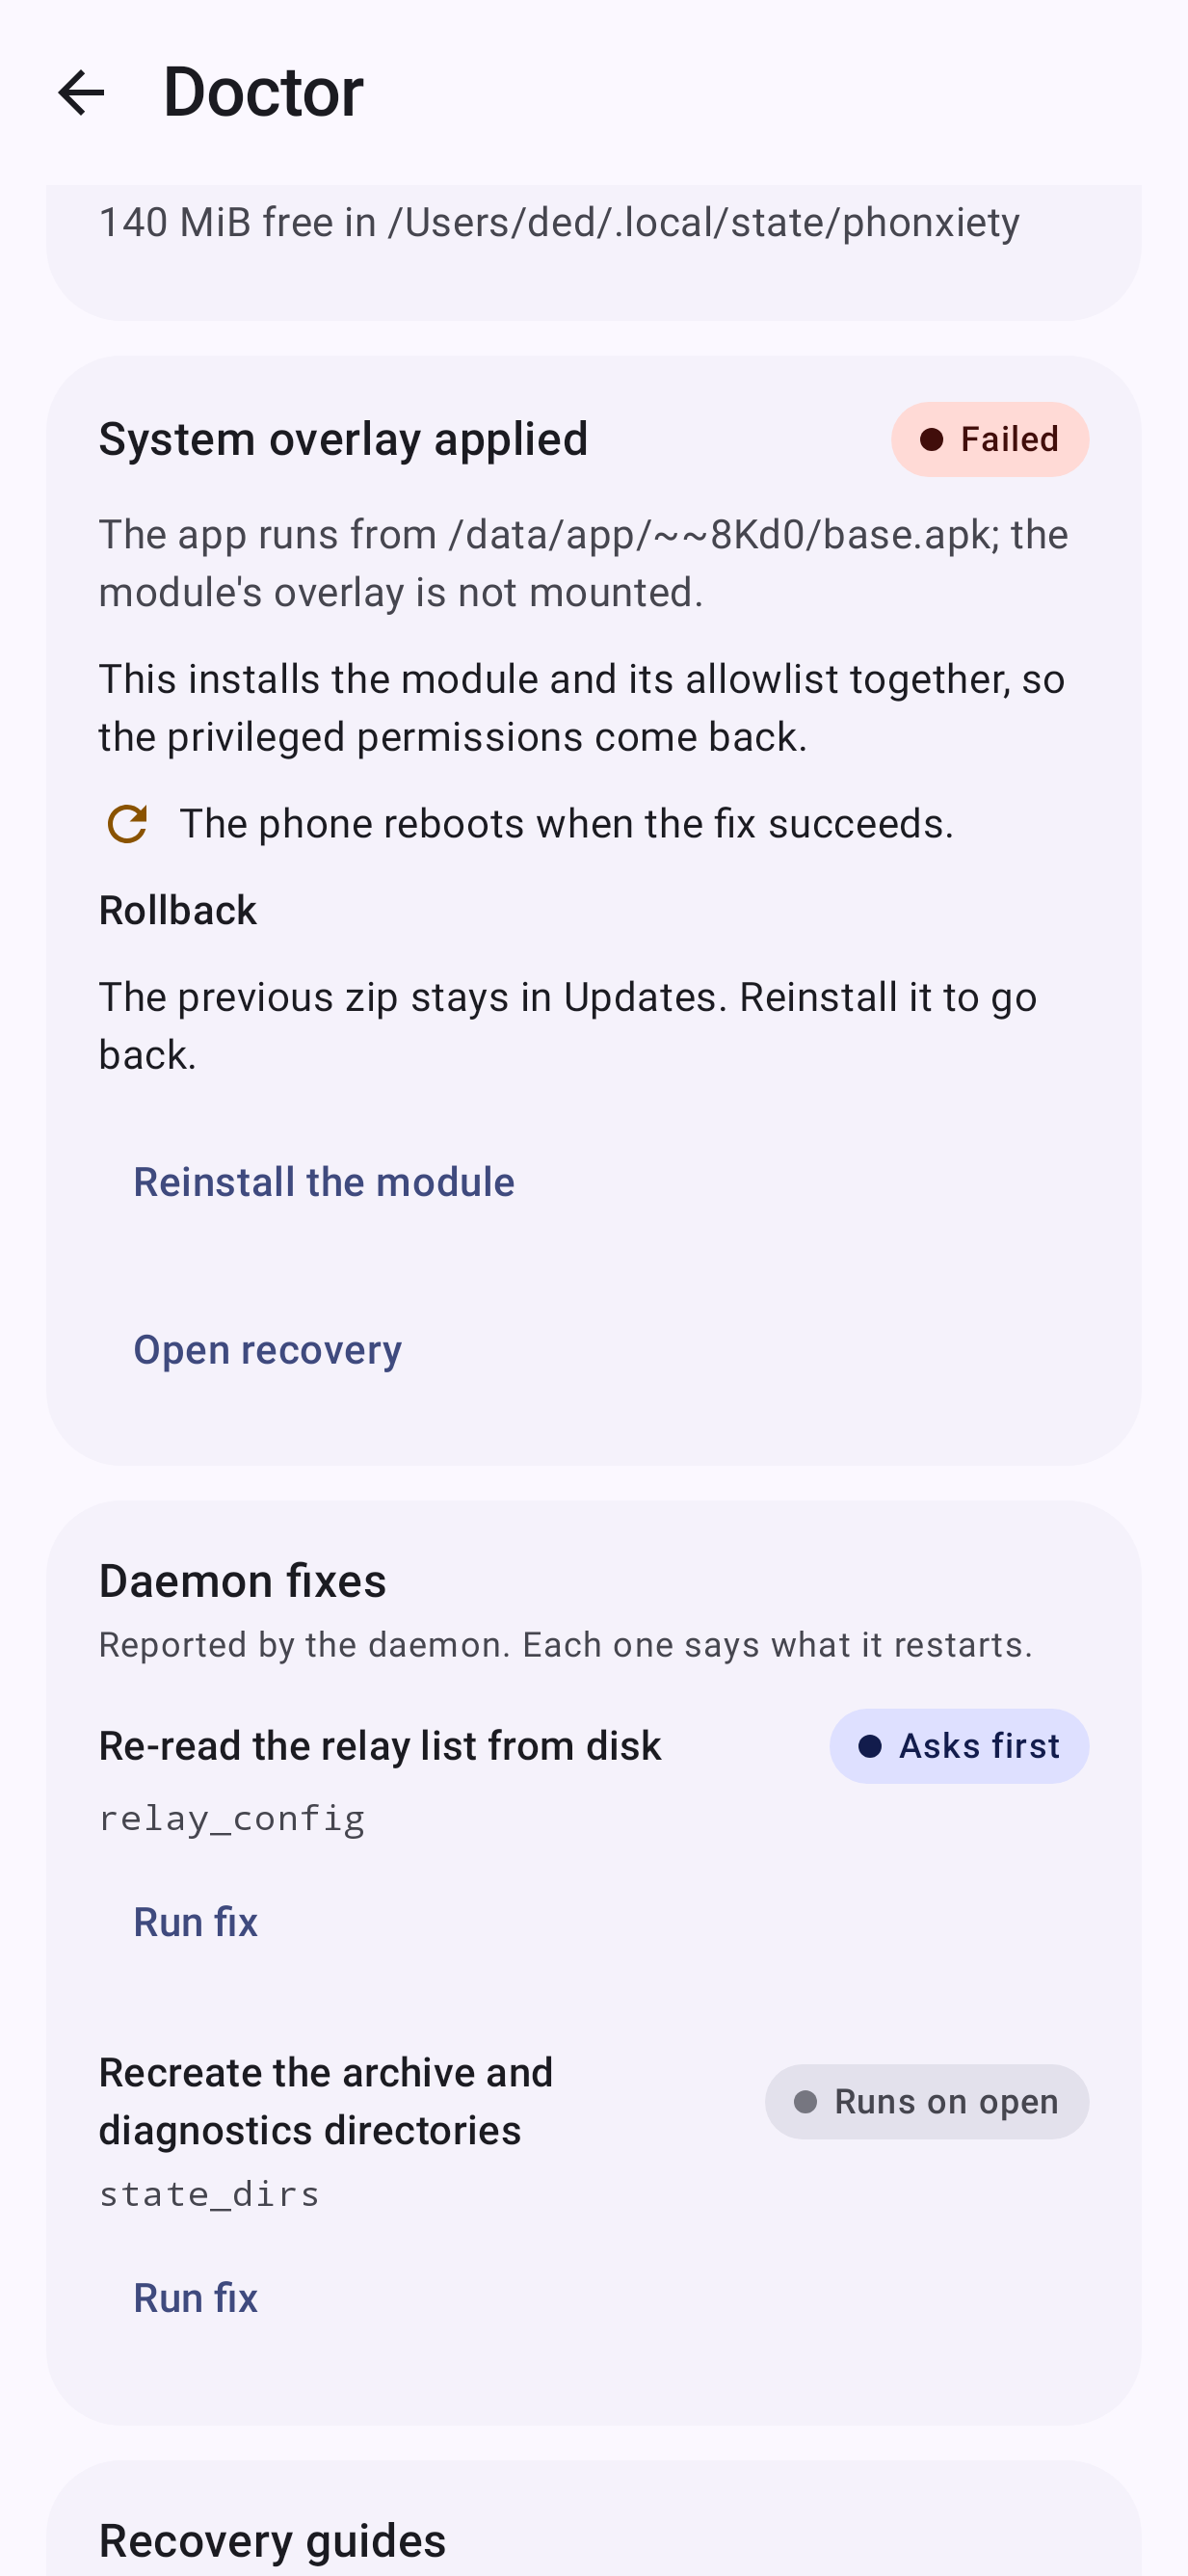 Doctor
140 MiB free in /Users/ded/.local/state/phonxiety
System overlay applied
Failed
The app runs from /data/app/~~8Kd0/base.apk; the
module's overlay is not mounted.
This installs the module and its allowlist together, so
the privileged permissions come back.
The phone reboots when the fix succeeds.
Rollback
The previous zip stays in Updates. Reinstall it to go
back.
Reinstall the module
Open recovery
Daemon fixes
Reported by the daemon. Each one says what it restarts.
Re-read the relay list from disk
Asks first
relay_config
Run fix
Recreate the archive and
diagnostics directories
Runs on open
state_dirs
Run fix
Recovery guides